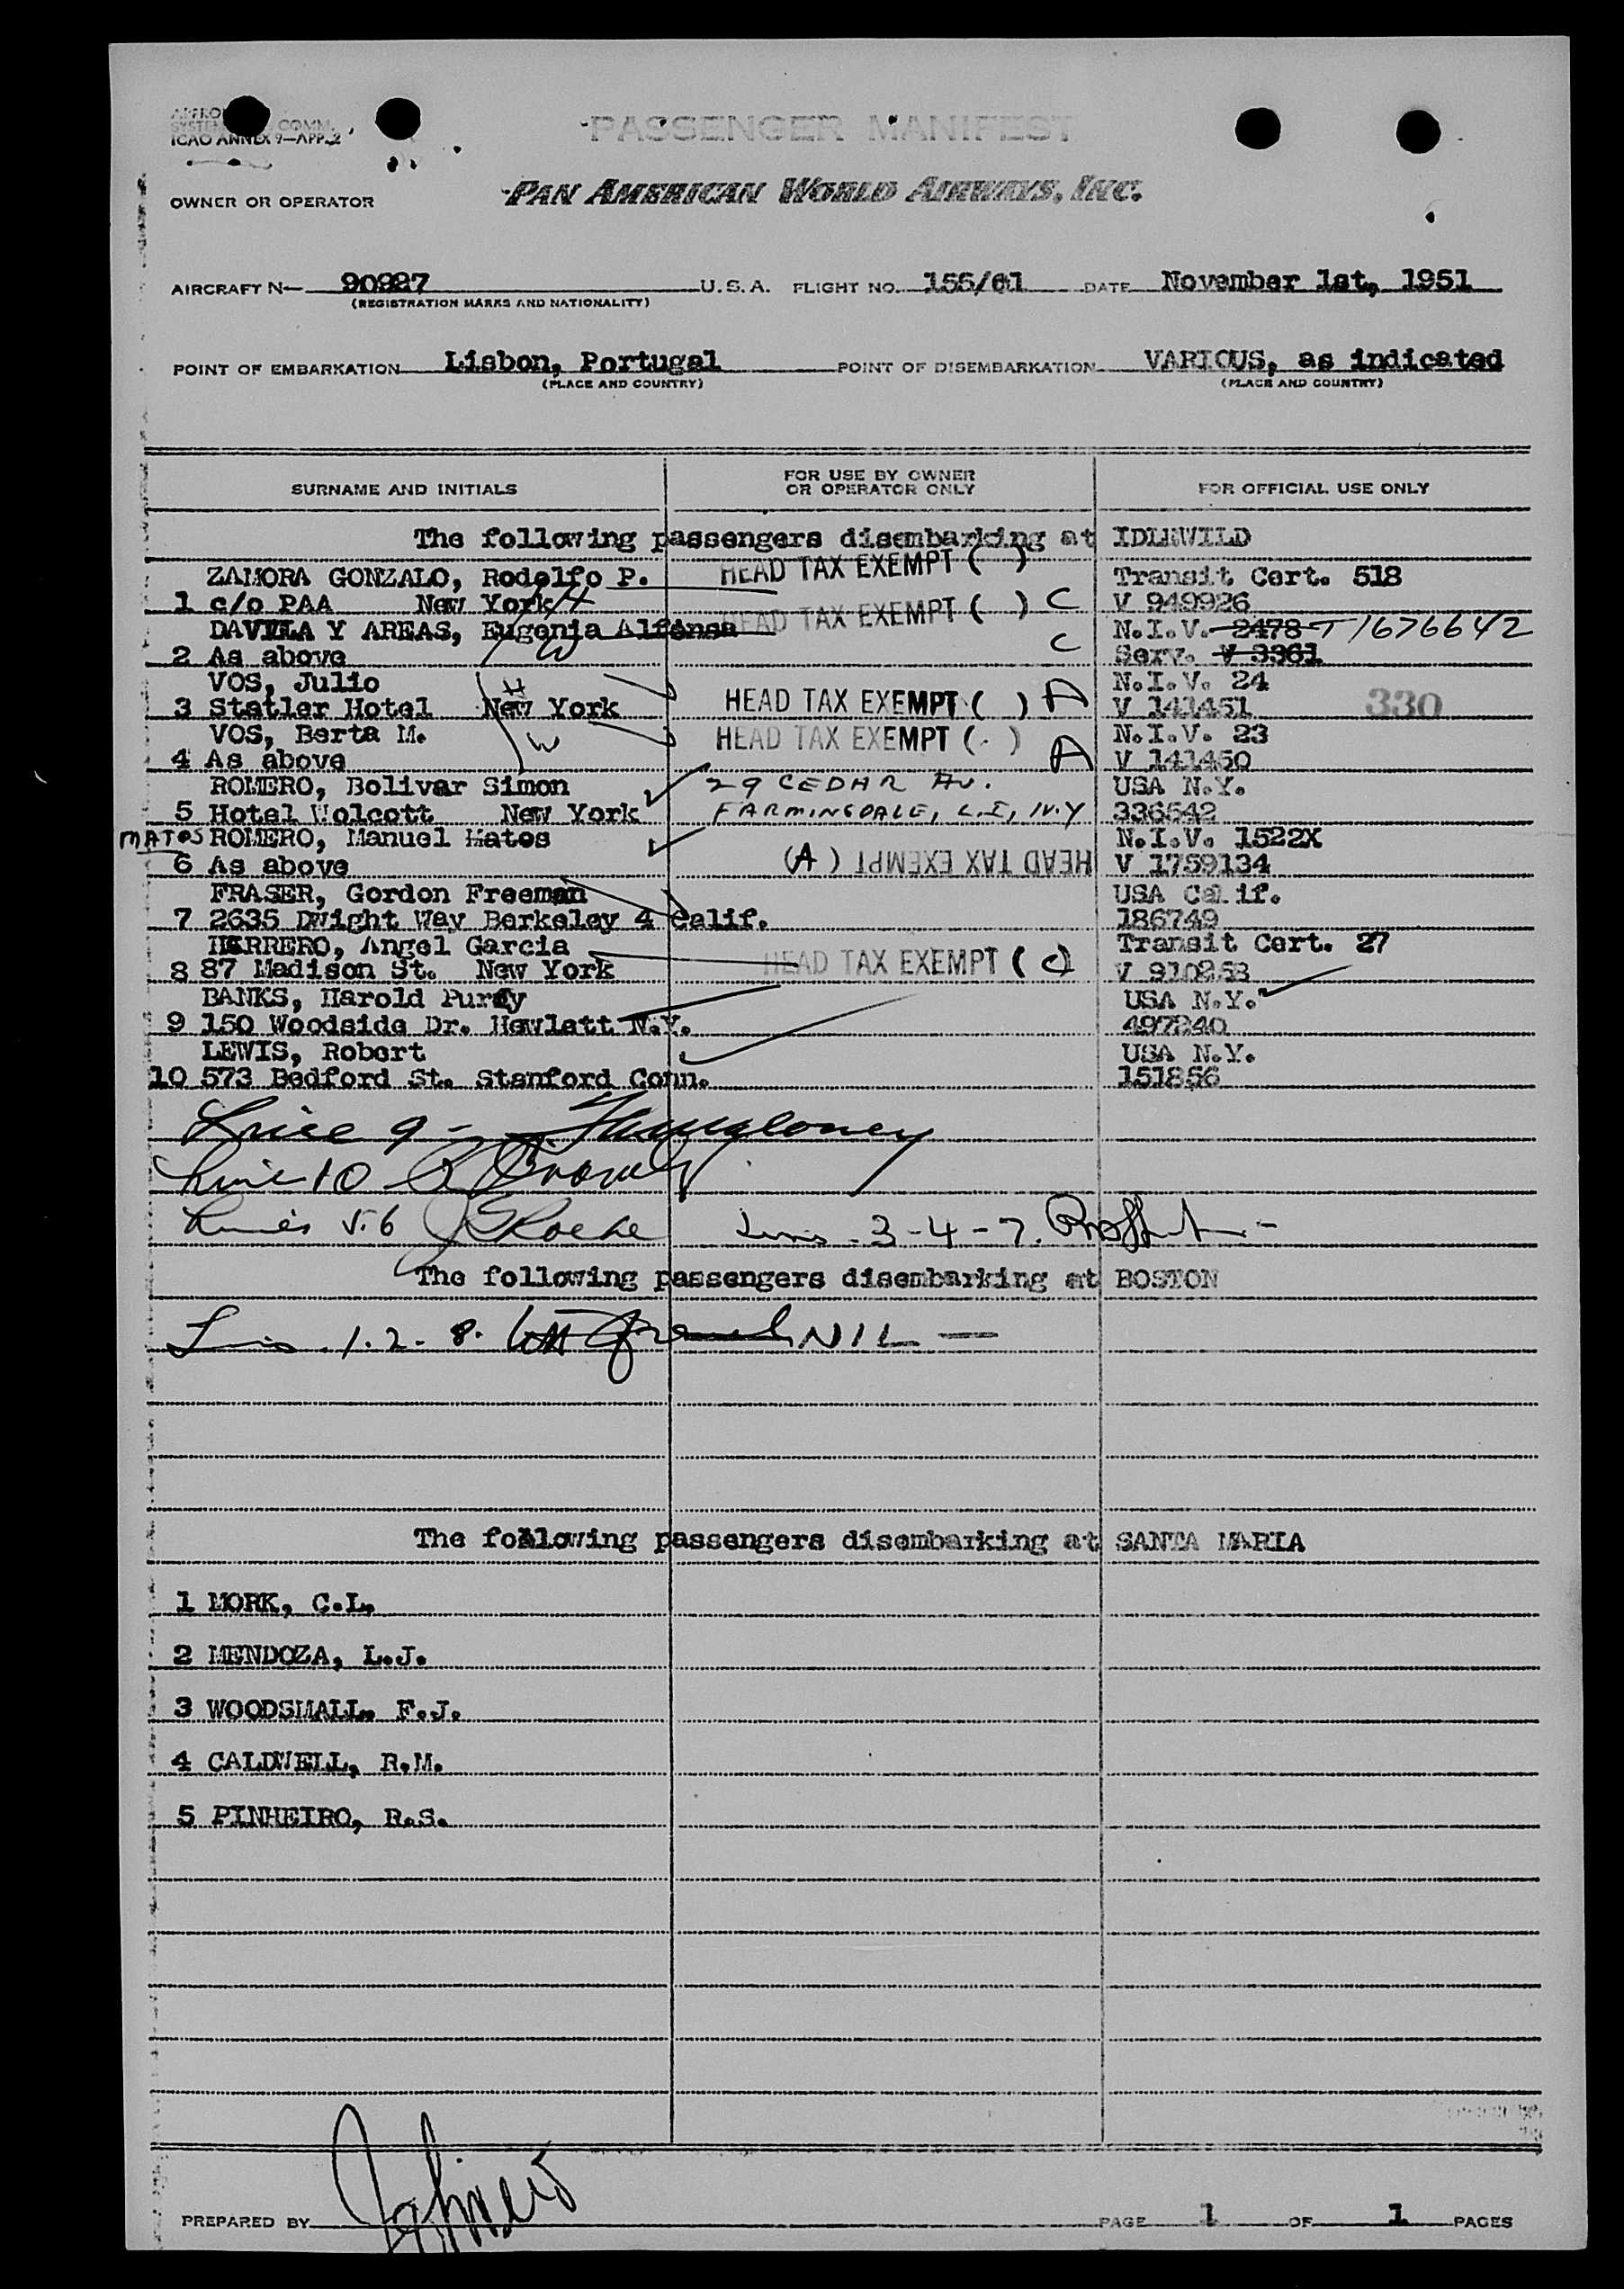 ICAO ANNEX 9—APP. 2
PASSENGER MANIFEST
OWNER OR OPERATOR PAN AMERICAN WORLD AIRWAYS, INC.
AIRCRAFT N— 90927 U.S.A. FLIGHT NO. 155/61 DATE November 1st, 1951
(REGISTRATION MARKS AND NATIONALITY)
POINT OF EMBARKATION Lisbon, Portugal POINT OF DISEMBARKATION VARIOUS, as indicated
(PLACE AND COUNTRY) (PLACE AND COUNTRY)
SURNAME AND INITIALS FOR USE BY OWNER OR OPERATOR ONLY FOR OFFICIAL USE ONLY
The following passengers disembarking at IDLEWILD
ZAMORA GONZALO, Rodolfo P. HEAD TAX EXEMPT ( ) Transit Cert. 518
1 c/o PAA New York HEAD TAX EXEMPT ( ) C V 949926
DAVILA Y AREAS, Eugenia Alfonsa N.I.V. 2478 T 1676642
2 As above W C Serv. V 3361
VOS, Julio H N.I.V. 24
3 Statler Hotel New York HEAD TAX EXEMPT ( ) A V 141451 330
VOS, Berta M. W HEAD TAX EXEMPT ( ) N.I.V. 23
4 As above A V 141450
ROMERO, Bolivar Simon 29 CEDAR AV. USA N.Y.
5 Hotel Wolcott New York FARMINGDALE, L.I, N.Y 336542
MATOS ROMERO, Manuel Matos N.I.V. 1522X
6 As above HEAD TAX EXEMPT (A) V 1759134
FRASER, Gordon Freeman USA Calif.
7 2635 Dwight Way Berkeley 4 Calif. 186749
HERRERO, Angel Garcia Transit Cert. 27
8 87 Madison St. New York HEAD TAX EXEMPT (C) V 910253
BANKS, Harold Purdy USA N.Y.
9 150 Woodside Dr. Hewlett N.Y. 497240
LEWIS, Robert USA N.Y.
10 573 Bedford St. Stanford Conn. 151856
Line 9 -
Line 10
Lines 5.6 Lines 3-4-7.
The following passengers disembarking at BOSTON
Lines 1.2-8. NIL —
The following passengers disembarking at SANTA MARIA
1 MORK, C.L.
2 MENDOZA, L.J.
3 WOODSMALL. F.J.
4 CALDWELL, R.M.
5 PINHEIRO, R.S.
PREPARED BY PAGE 1 OF 1 PAGES